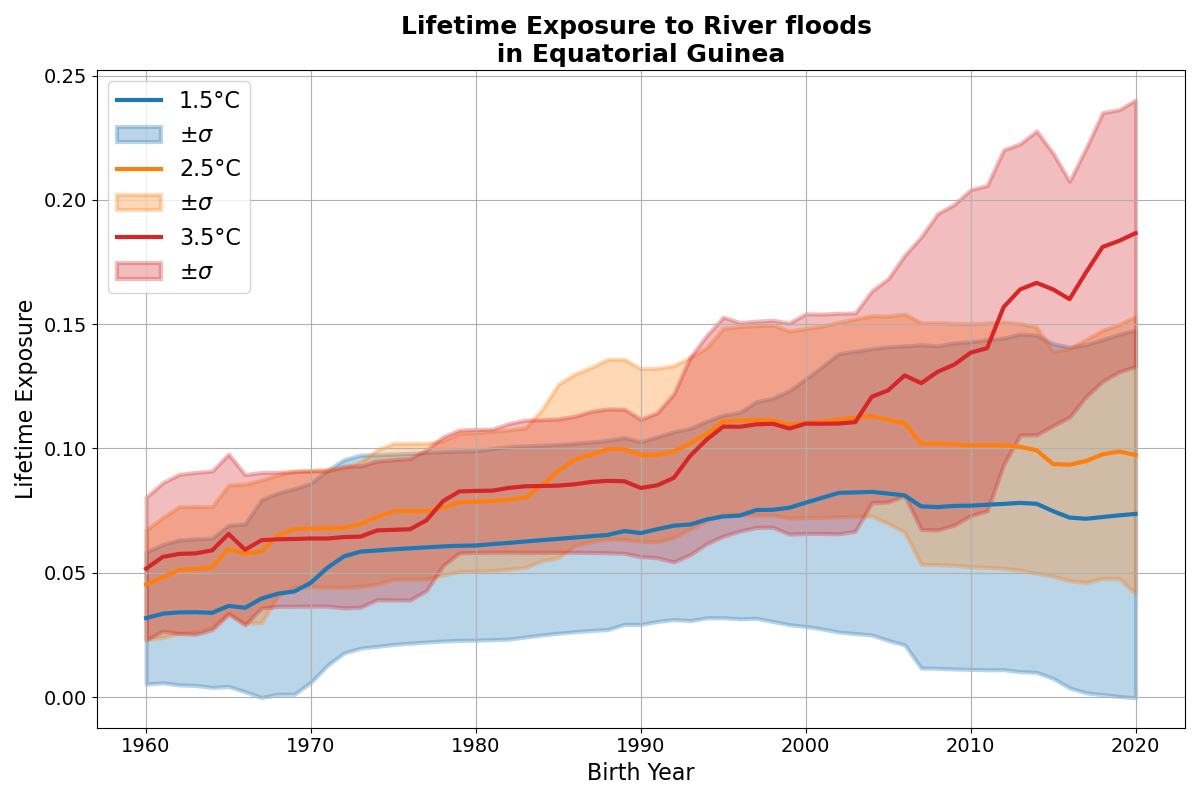 Lifetime Exposure to River floods
in Equatorial Guinea
0.25
0.20
0.15
0.10
0.05
0.00
Lifetime Exposure
1.5°C
±σ
2.5°C
±σ
3.5°C
±σ
1960 1970 1980 1990 2000 2010 2020
Birth Year